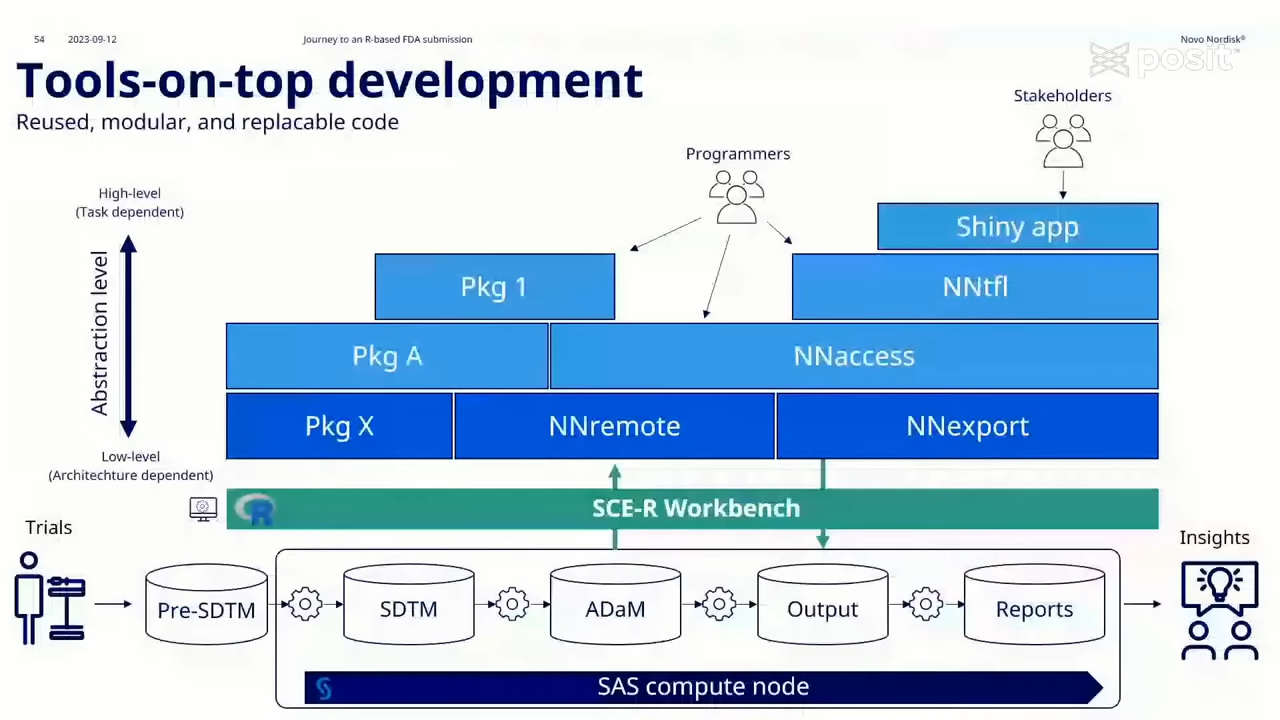 54 2023-09-12 Journey to an R-based FDA submission Novo Nordisk®
posit™
Tools-on-top development
Reused, modular, and replacable code
Stakeholders
Programmers
High-level
(Task dependent)
Shiny app
Pkg 1 NNtfl
Abstraction level
Pkg A NNaccess
Pkg X NNremote NNexport
Low-level
(Architechture dependent)
R SCE-R Workbench
Trials
Insights
Pre-SDTM SDTM ADaM Output Reports
SAS compute node